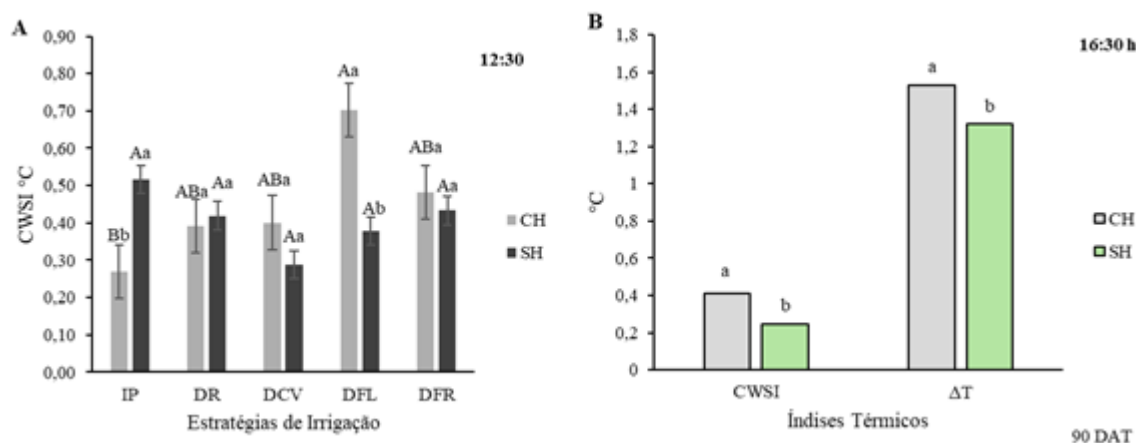 A
12:30
CWSI °C
0,90
0,80
0,70
0,60
0,50
0,40
0,30
0,20
0,10
0,00
Bb
Aa
ABa
Aa
ABa
Aa
Aa
Ab
ABa
Aa
IP
DR
DCV
DFL
DFR
Estratégias de Irrigação
CH
SH
B
16:30 h
°C
1,8
1,6
1,4
1,2
1
0,8
0,6
0,4
0,2
0
a
b
a
b
CWSI
ΔT
Índises Térmicos
CH
SH
90 DAT